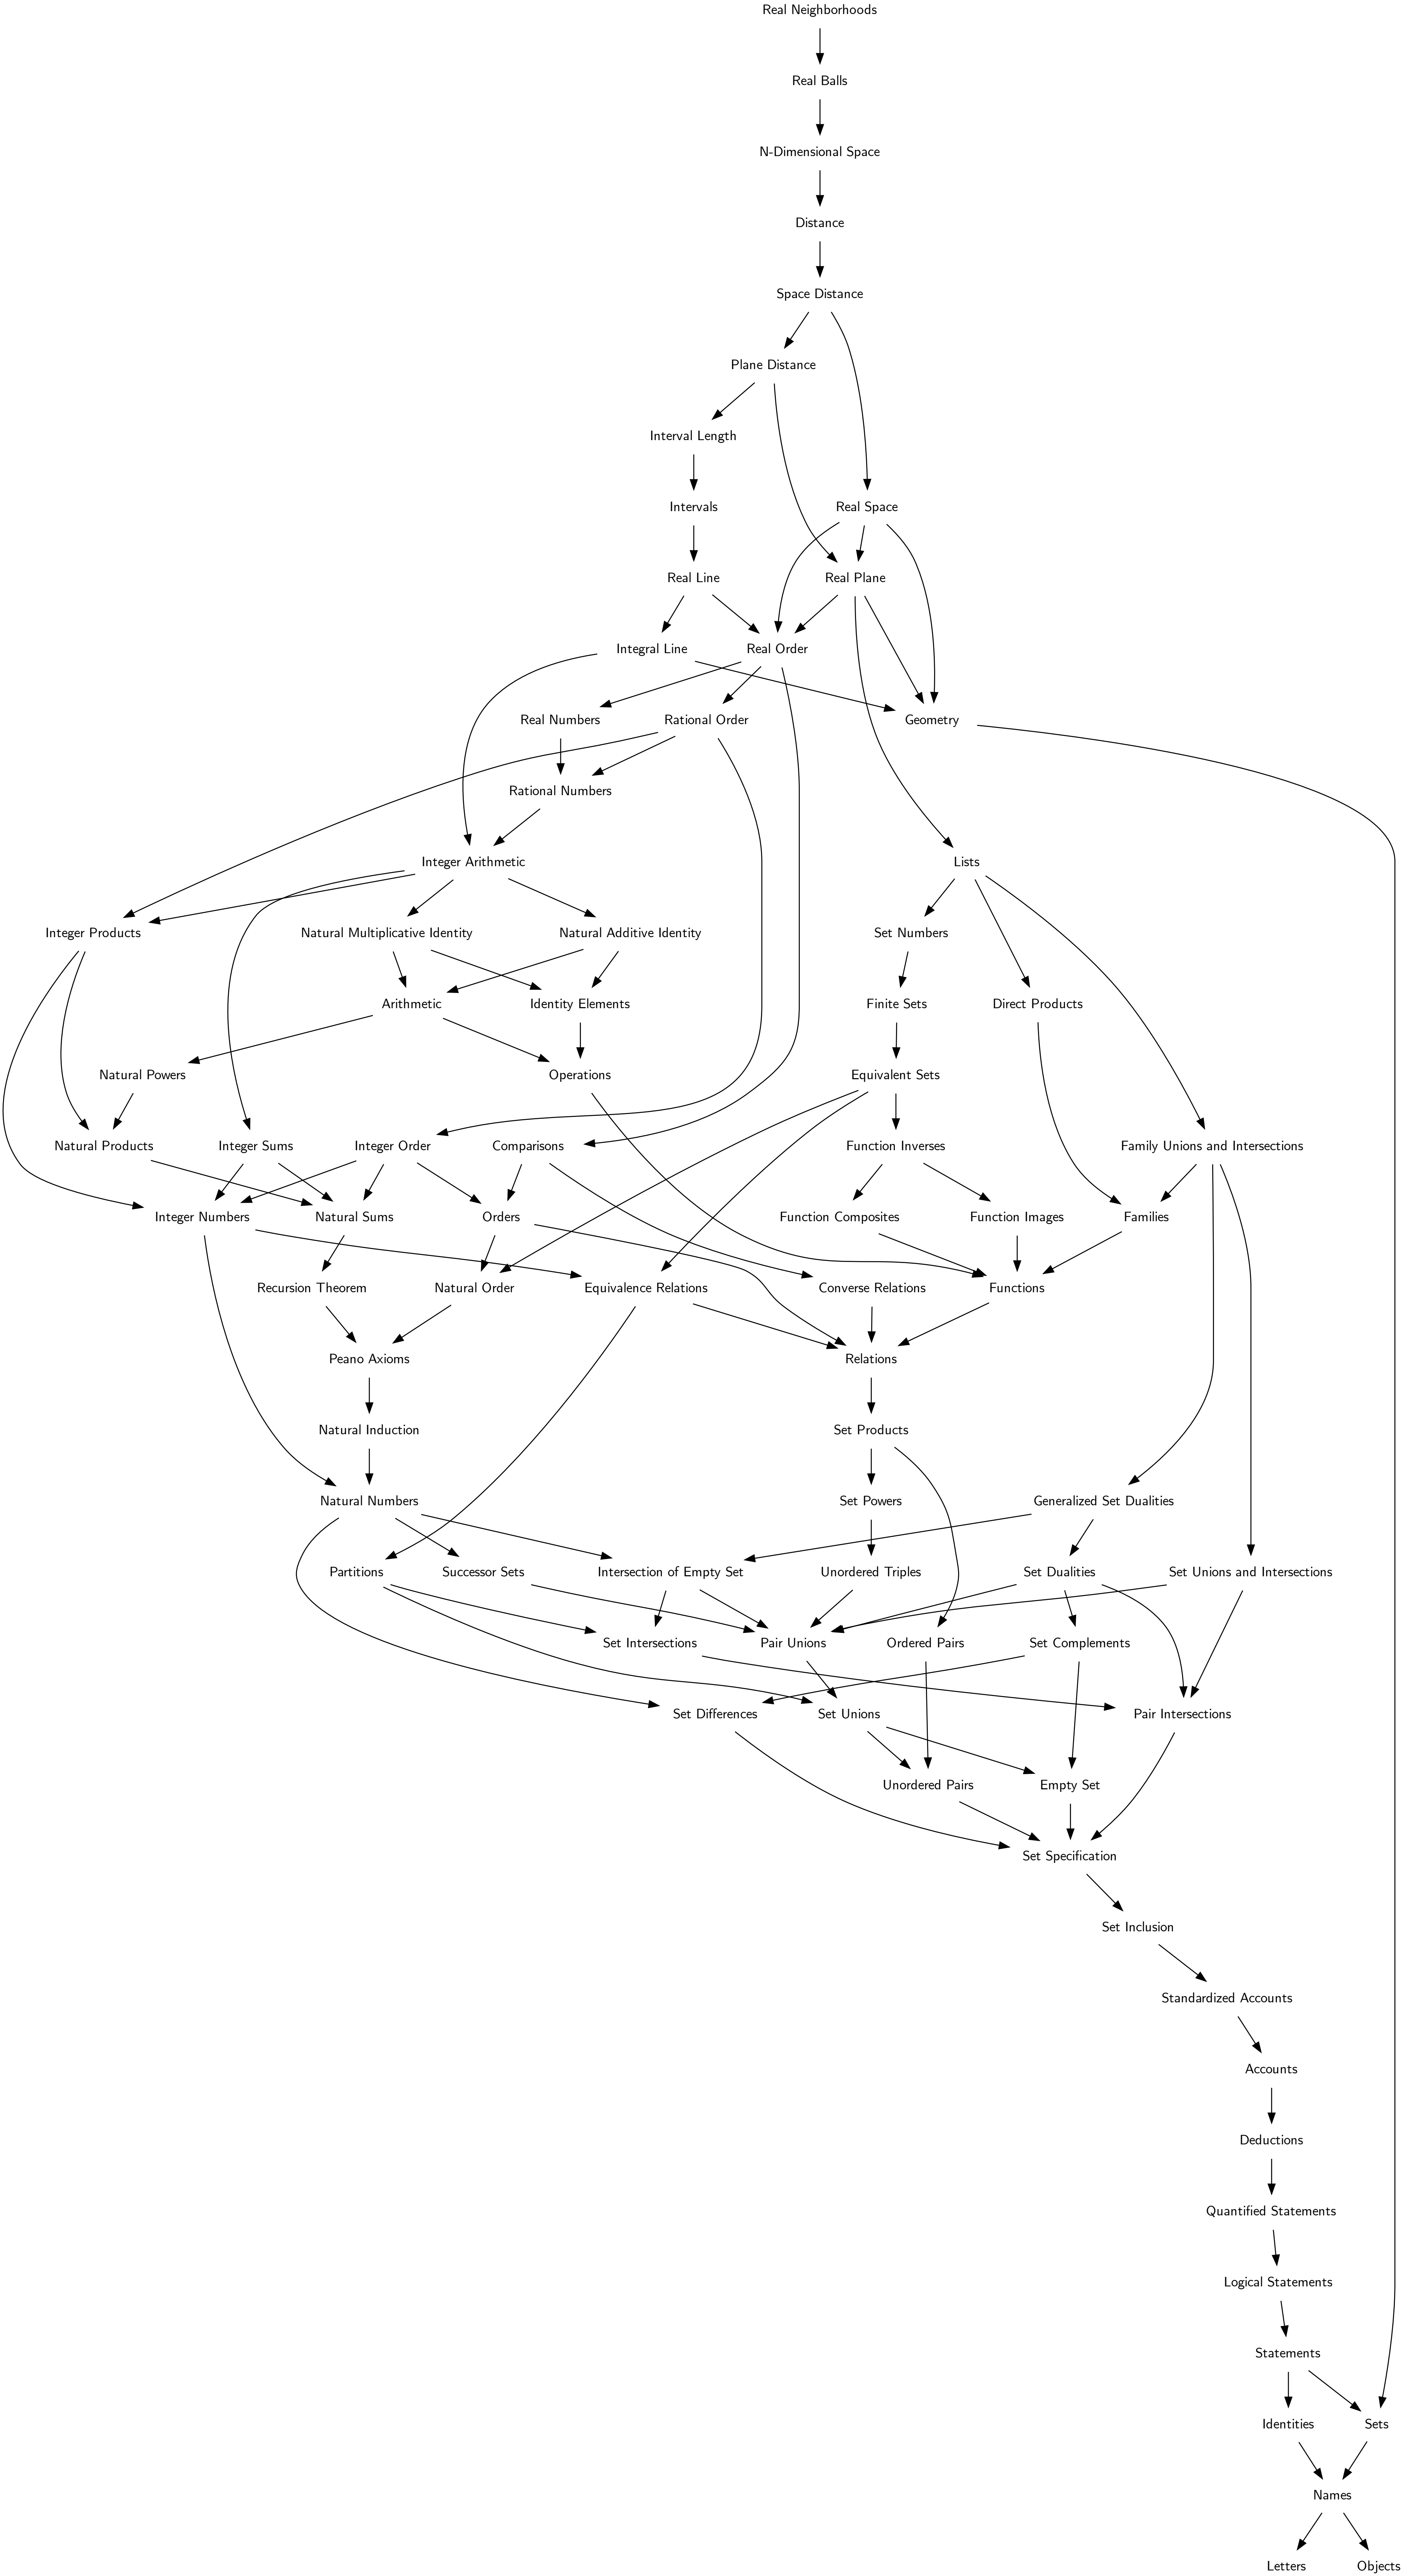 Real Neighborhoods
Real Balls
N-Dimensional Space
Distance
Space Distance
Plane Distance
Interval Length
Intervals
Real Space
Real Line
Real Plane
Integral Line
Real Order
Real Numbers
Rational Order
Geometry
Rational Numbers
Integer Arithmetic
Lists
Integer Products
Natural Multiplicative Identity
Natural Additive Identity
Set Numbers
Arithmetic
Identity Elements
Finite Sets
Direct Products
Natural Powers
Operations
Equivalent Sets
Natural Products
Integer Sums
Integer Order
Comparisons
Function Inverses
Family Unions and Intersections
Integer Numbers
Natural Sums
Orders
Function Composites
Function Images
Families
Recursion Theorem
Natural Order
Equivalence Relations
Converse Relations
Functions
Peano Axioms
Relations
Natural Induction
Set Products
Natural Numbers
Set Powers
Generalized Set Dualities
Partitions
Successor Sets
Intersection of Empty Set
Unordered Triples
Set Dualities
Set Unions and Intersections
Set Intersections
Pair Unions
Ordered Pairs
Set Complements
Set Differences
Set Unions
Pair Intersections
Unordered Pairs
Empty Set
Set Specification
Set Inclusion
Standardized Accounts
Accounts
Deductions
Quantified Statements
Logical Statements
Statements
Identities
Sets
Names
Letters
Objects